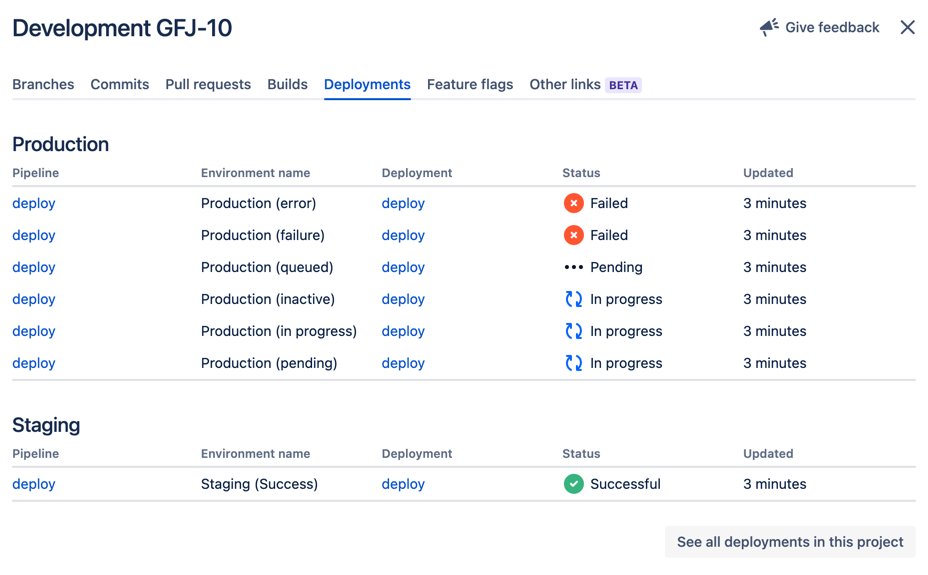 Development GFJ-10
Give feedback
Branches Commits Pull requests Builds Deployments Feature flags Other links BETA
Production
Pipeline Environment name Deployment Status Updated
deploy Production (error) deploy Failed 3 minutes
deploy Production (failure) deploy Failed 3 minutes
deploy Production (queued) deploy Pending 3 minutes
deploy Production (inactive) deploy In progress 3 minutes
deploy Production (in progress) deploy In progress 3 minutes
deploy Production (pending) deploy In progress 3 minutes
Staging
Pipeline Environment name Deployment Status Updated
deploy Staging (Success) deploy Successful 3 minutes
See all deployments in this project